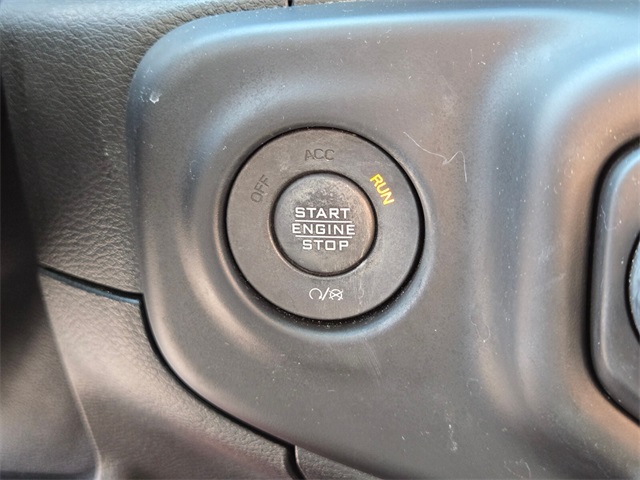 OFF
ACC
RUN
START
ENGINE
STOP